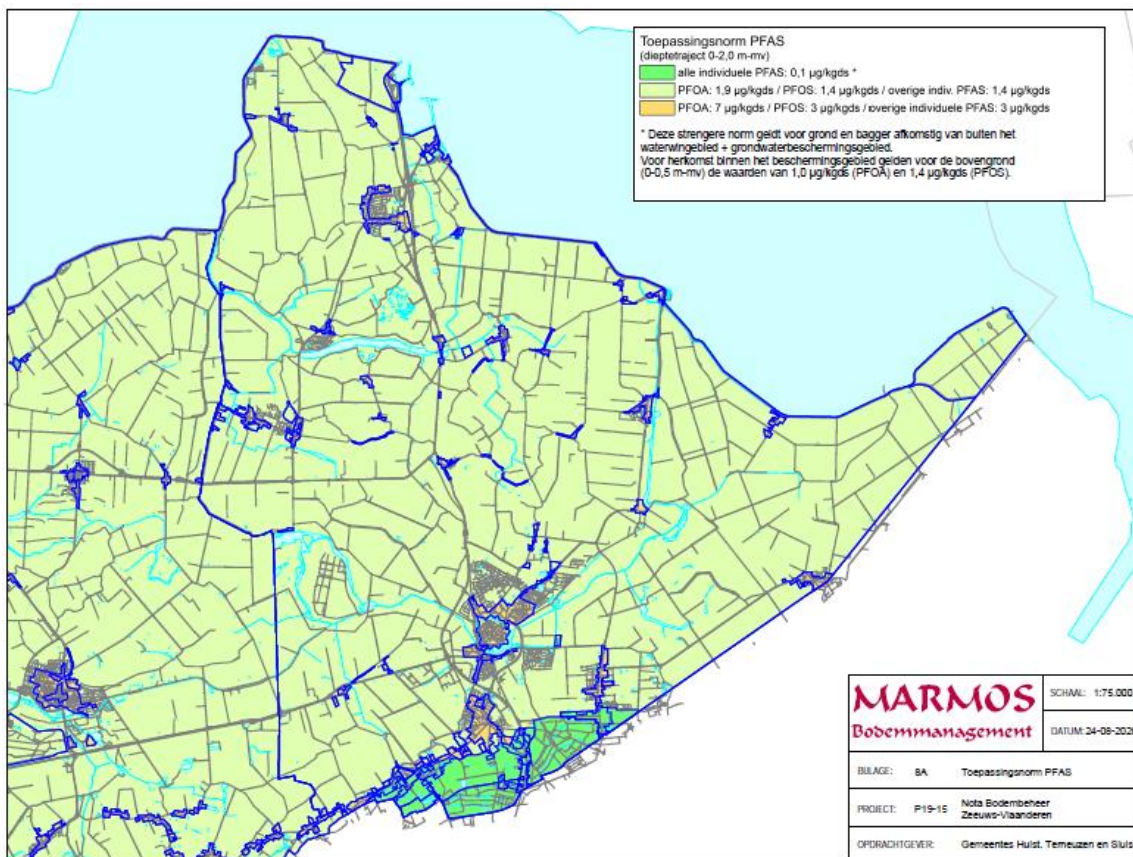 Toepassingsnorm PFAS
(dieptetraject 0-2,0 m-mv)
alle individuele PFAS: 0,1 µg/kgds *
PFOA: 1,9 µg/kgds / PFOS: 1,4 µg/kgds / overige indiv. PFAS: 1,4 µg/kgds
PFOA: 7 µg/kgds / PFOS: 3 µg/kgds / overige individuele PFAS: 3 µg/kgds
* Deze strengere norm geldt voor grond en bagger afkomstig van buiten het
waterwingebied + grondwaterbeschermingsgebied.
Voor herkomst binnen het beschermingsgebied gelden voor de bovengrond
(0-0,5 m-mv) de waarden van 1,0 µg/kgds (PFOA) en 1,4 µg/kgds (PFOS).
MARMOS
Bodemmanagement
SCHAAL: 1:75.000
DATUM: 24-08-2020
BIJLAGE: 8A Toepassingsnorm PFAS
PROJECT: P19-15 Nota Bodembeheer
Zeeuws-Vlaanderen
OPDRACHTGEVER: Gemeentes Hulst, Terneuzen en Sluis